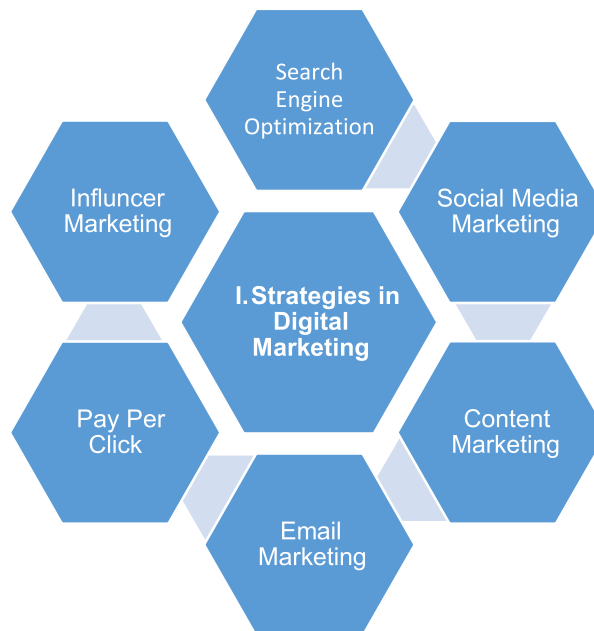 Search
Engine
Optimization
Social Media
Marketing
Content
Marketing
Email
Marketing
Pay Per
Click
Influncer
Marketing
I. Strategies in
Digital
Marketing